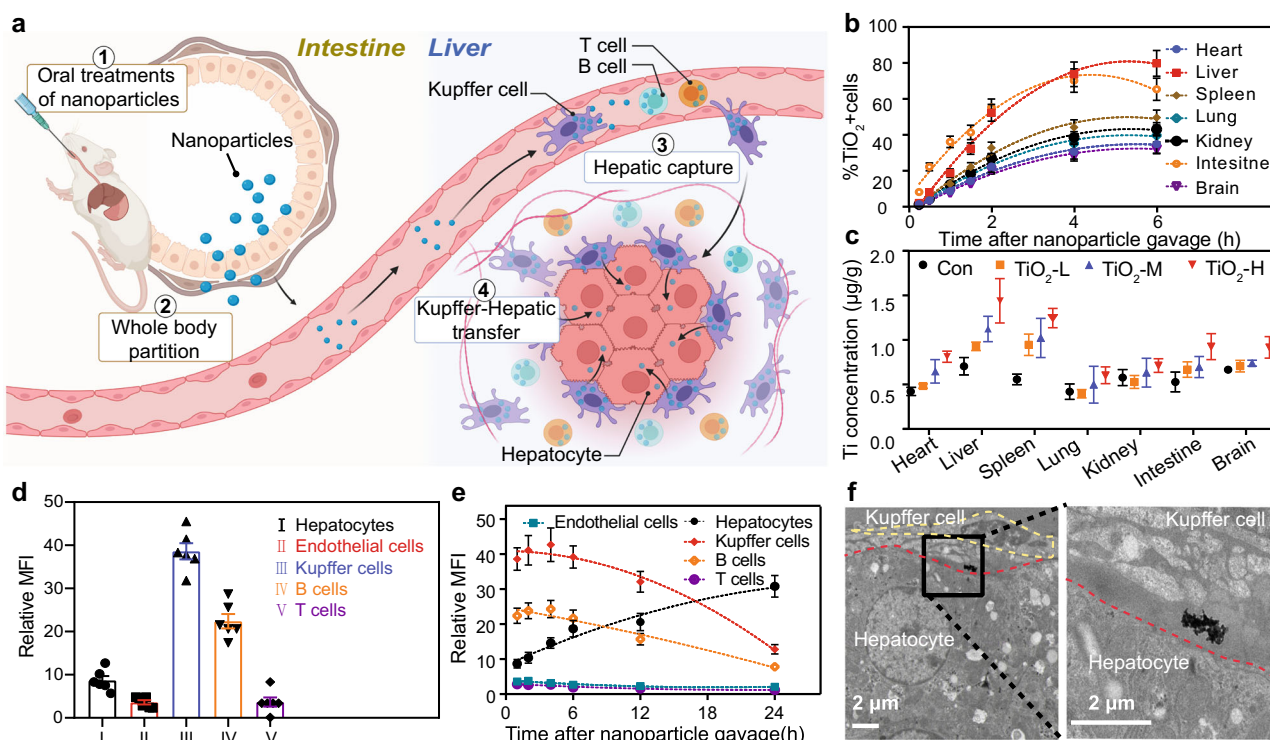 a
1
Oral treatments
of nanoparticles
Intestine
Liver
Nanoparticles
2
Whole body
partition
T cell
B cell
Kupffer cell
3
Hepatic capture
4
Kupffer-Hepatic
transfer
Hepatocyte
b
100
80
60
40
20
0
%TiO2+cells
0
2
4
6
Time after nanoparticle gavage (h)
Heart
Liver
Spleen
Lung
Kidney
Intesitne
Brain
c
Con
TiO2-L
TiO2-M
TiO2-H
Ti concentration (μg/g)
2.0
1.5
1.0
0.5
0.0
Heart
Liver
Spleen
Lung
Kidney
Intestine
Brain
d
Relative MFI
50
40
30
20
10
0
I Hepatocytes
II Endothelial cells
III Kupffer cells
IV B cells
V T cells
I
II
III
IV
V
e
Relative MFI
50
40
30
20
10
0
Endothelial cells
Hepatocytes
Kupffer cells
B cells
T cells
0
6
12
18
24
Time after nanoparticle gavage(h)
f
Kupffer cell
Hepatocyte
2 μm
Kupffer cell
Hepatocyte
2 μm